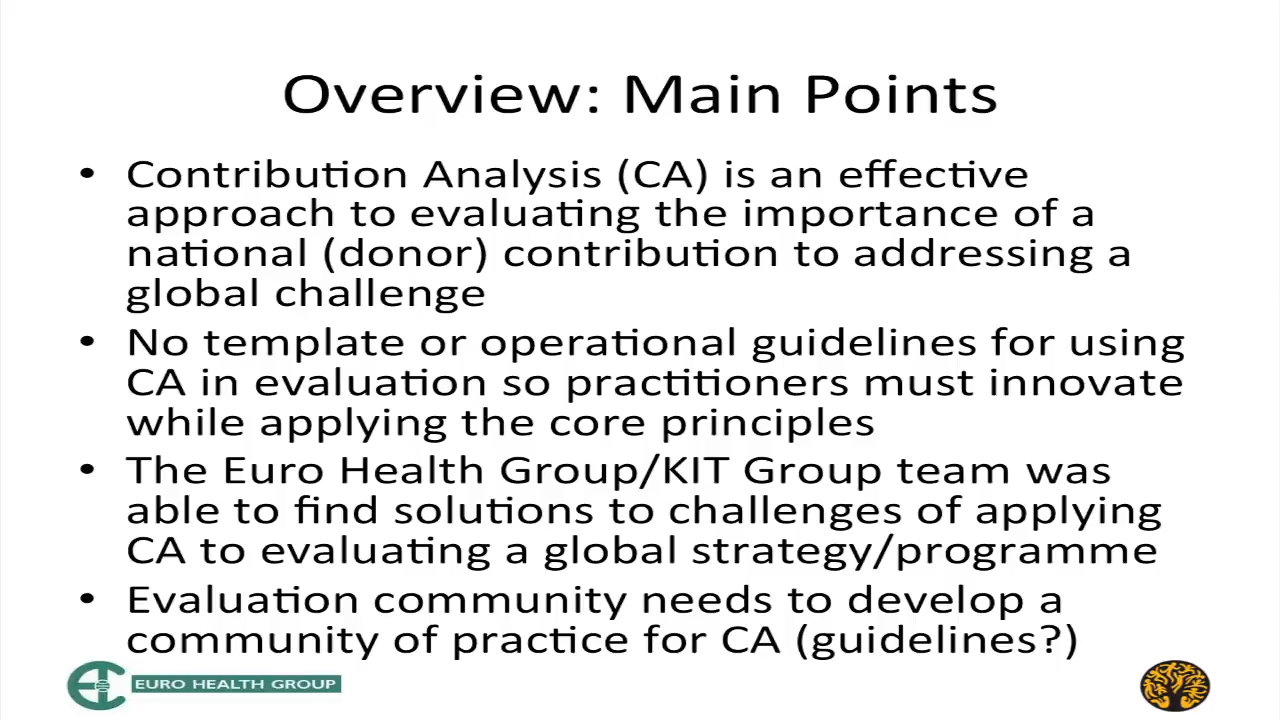 Overview: Main Points
• Contribution Analysis (CA) is an effective
approach to evaluating the importance of a
national (donor) contribution to addressing a
global challenge
• No template or operational guidelines for using
CA in evaluation so practitioners must innovate
while applying the core principles
• The Euro Health Group/KIT Group team was
able to find solutions to challenges of applying
CA to evaluating a global strategy/programme
• Evaluation community needs to develop a
community of practice for CA (guidelines?)
EURO HEALTH GROUP